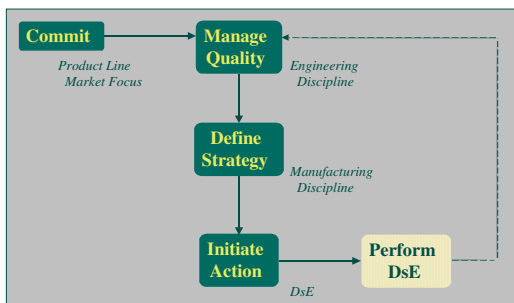 Commit
Product Line
Market Focus
Manage
Quality
Engineering
Discipline
Define
Strategy
Manufacturing
Discipline
Initiate
Action
DsE
Perform
DsE